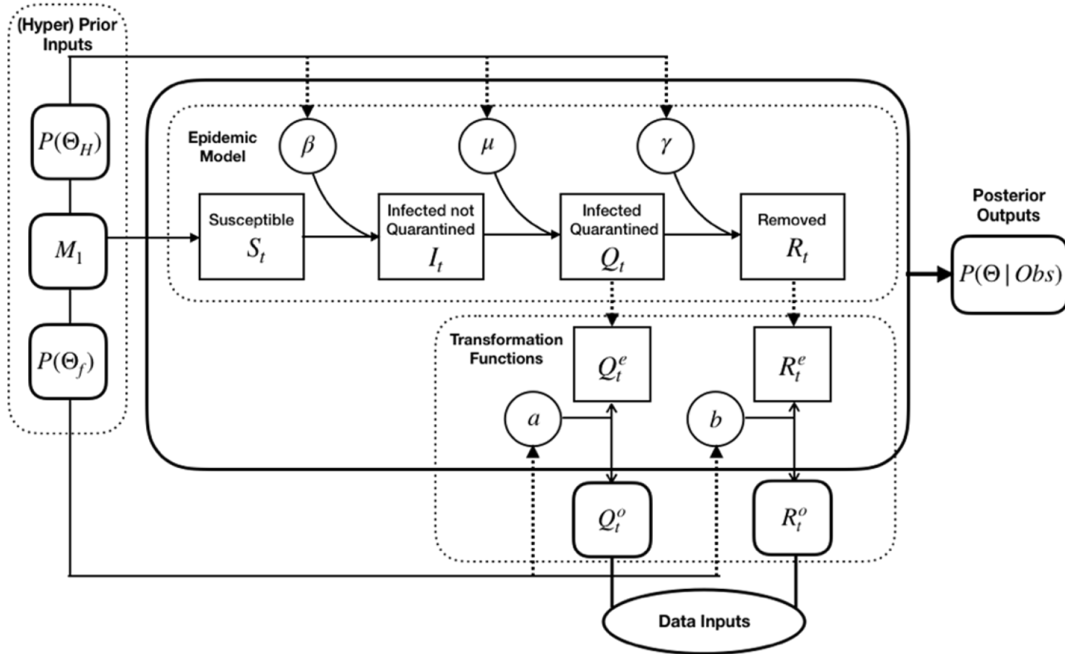 (Hyper) Prior
Inputs
P(Θ_H)
M_1
P(Θ_f)
Epidemic
Model
β
μ
γ
Susceptible
S_t
Infected not
Quarantined
I_t
Infected
Quarantined
Q_t
Removed
R_t
Posterior
Outputs
P(Θ | Obs)
Transformation
Functions
Q_t^e
R_t^e
a
b
Q_t^o
R_t^o
Data Inputs